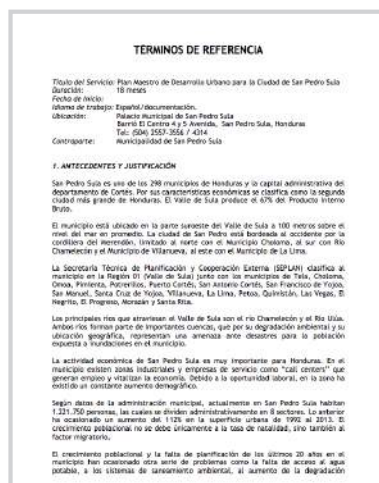 TÉRMINOS DE REFERENCIA
Título del Servicio: Plan Maestro de Desarrollo Urbano para la Ciudad de San Pedro Sula
Duración: 18 meses
Fecha de Inicio:
Idioma de trabajo: Español/documentación.
Ubicación: Palacio Municipal de San Pedro Sula
Barrió El Centro 4 y 5 Avenida, San Pedro Sula, Honduras
Tel: (504) 2557-3556 / 4314
Contraparte: Municipalidad de San Pedro Sula
1. ANTECEDENTES Y JUSTIFICACIÓN
San Pedro Sula es uno de los 298 municipios de Honduras y la capital administrativa del
departamento de Cortés. Por sus características económicas se clasifica como la segunda
ciudad más grande de Honduras. El Valle de Sula produce el 67% del Producto Interno
Bruto.
El municipio está ubicado en la parte suroeste del Valle de Sula a 100 metros sobre el
nivel del mar en promedio. La ciudad de San Pedro está bordeada al occidente por la
cordillera del Merendón, limitado al norte con el Municipio Choloma, al sur con Río
Chamelecón y el Municipio de Villanueva, al este con el Municipio de La Lima.
La Secretaría Técnica de Planificación y Cooperación Externa (SEPLAN) clasifica al
municipio en la Región 01 (Valle de Sula) junto con los municipios de Tela, Choloma,
Omoa, Pimienta, Potrerillos, Puerto Cortés, San Antonio Cortés, San Francisco de Yojoa,
San Manuel, Santa Cruz de Yojoa, Villanueva, La Lima, Petoa, Quimistán, Las Vegas, El
Negrito, El Progreso, Morazán y Santa Rita.
Los principales ríos que atraviesan el Valle de Sula son el río Chamelecón y el Río Ulúa.
Ambos ríos forman parte de importantes cuencas, que por su degradación ambiental y su
ubicación geográfica, representan una amenaza ante desastres para la población
expuesta a inundaciones en el municipio.
La actividad económica de San Pedro Sula es muy importante para Honduras. En el
municipio existen zonas industriales y empresas de servicio como "call centers" que
generan empleo y vitalizan la economía. Debido a la oportunidad laboral, en la zona ha
existido un constante aumento demográfico.
Según datos de la administración municipal, actualmente en San Pedro Sula habitan
1.221.750 personas, las cuales se dividen administrativamente en 8 sectores. Lo anterior
ha ocasionado un aumento del 112% en la superficie urbana de 1992 al 2013. El
crecimiento poblacional no se debe únicamente a la tasa de natalidad, sino también al
factor migratorio.
El crecimiento poblacional y la falta de planificación de los últimos 20 años en el
municipio han ocasionado otra serie de problemas como la falta de acceso al agua
potable, a los sistemas de saneamiento ambiental, al aumento de la degradación